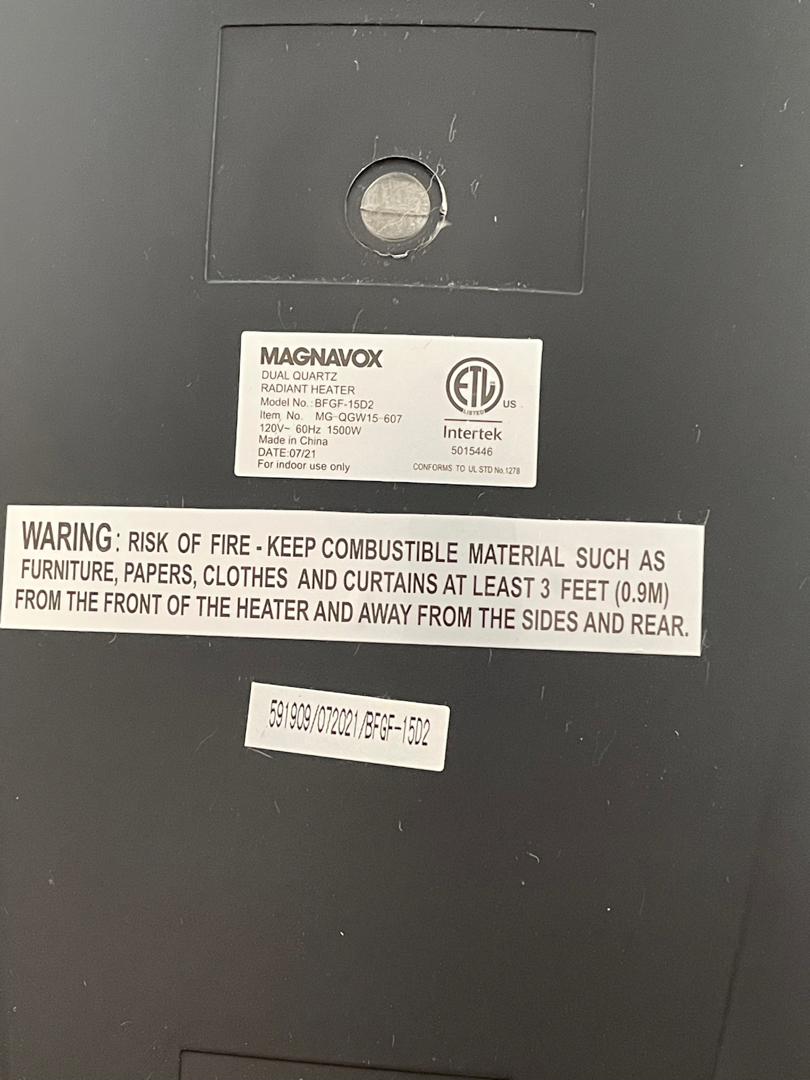 MAGNAVOX
DUAL QUARTZ
RADIANT HEATER
Model No.:BFGF-15D2
Item, No. MG-QGW15-607
120V~ 60Hz 1500W
Made in China
DATE:07/21
For indoor use only
ETL
LISTED
US
Intertek
5015446
CONFORMS TO UL STD No.1278
WARING: RISK OF FIRE - KEEP COMBUSTIBLE MATERIAL SUCH AS
FURNITURE, PAPERS, CLOTHES AND CURTAINS AT LEAST 3 FEET (0.9M)
FROM THE FRONT OF THE HEATER AND AWAY FROM THE SIDES AND REAR.
591909/072021/BFGF-15D2